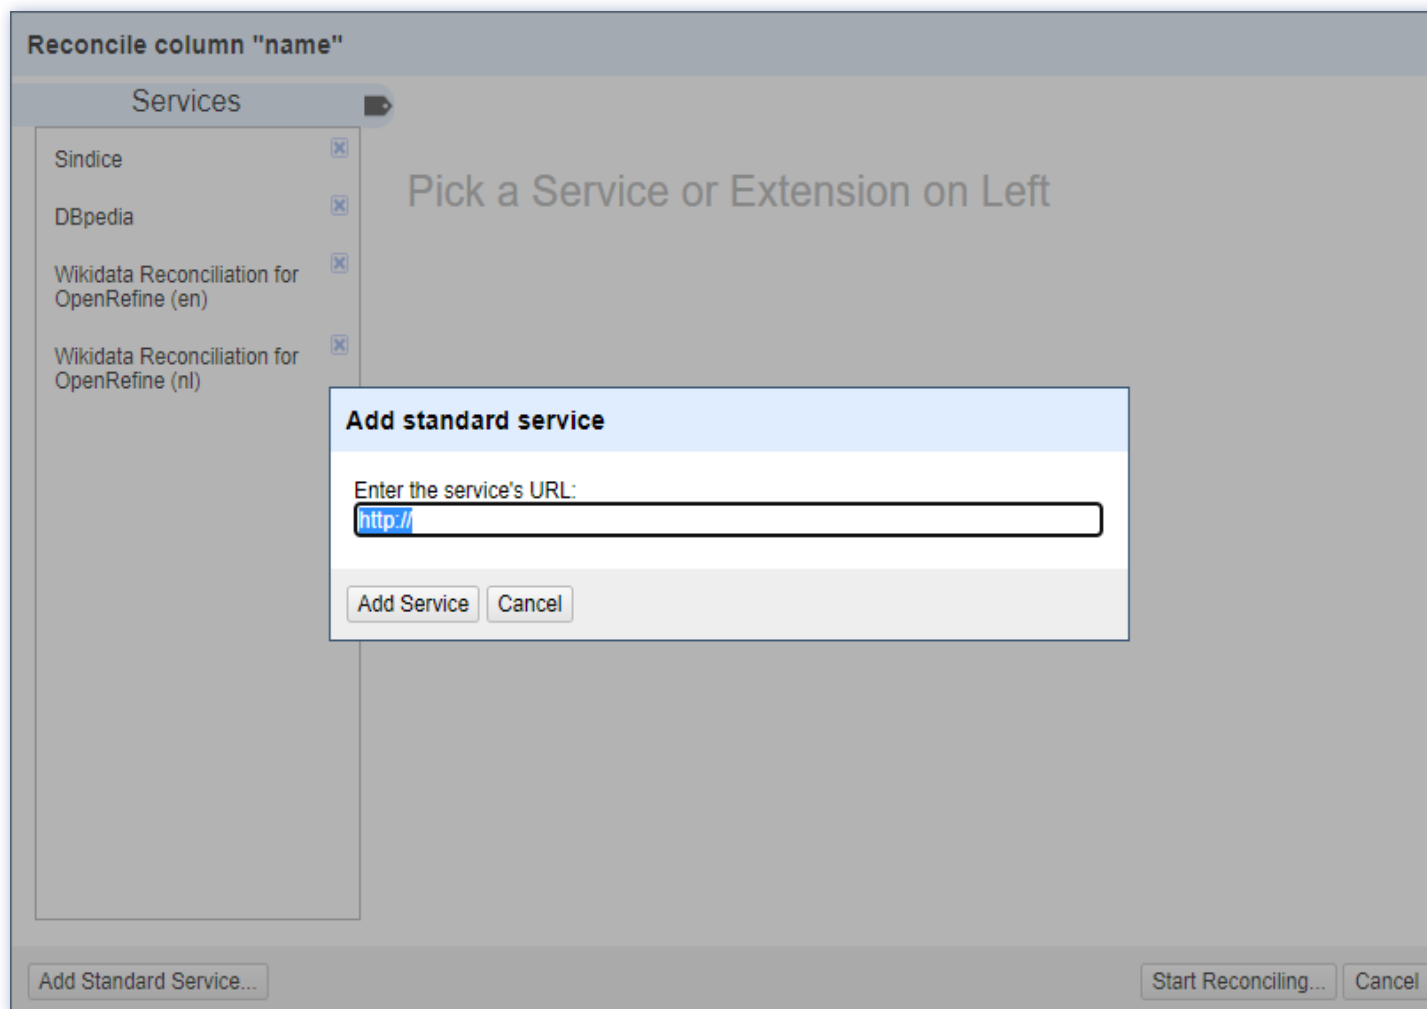 Reconcile column "name"
Services
Sindice
DBpedia
Wikidata Reconciliation for
OpenRefine (en)
Wikidata Reconciliation for
OpenRefine (nl)
Pick a Service or Extension on Left
Add standard service
Enter the service's URL:
http://
Add Service
Cancel
Add Standard Service...
Start Reconciling...
Cancel